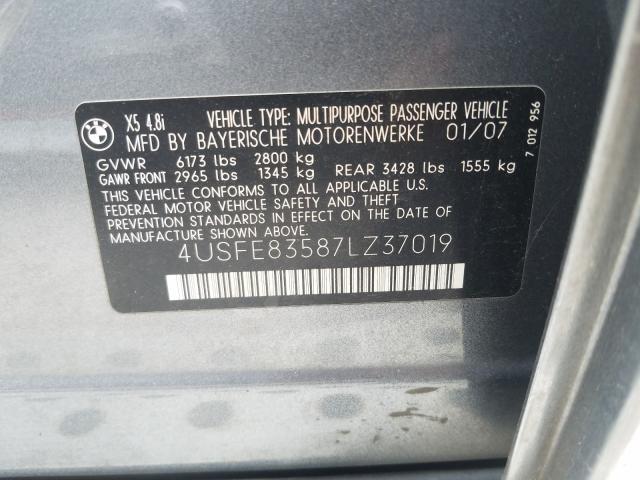 BMW
X5 4.8i VEHICLE TYPE: MULTIPURPOSE PASSENGER VEHICLE
MFD BY BAYERISCHE MOTORENWERKE 01/07
GVWR 6173 lbs 2800 kg
GAWR FRONT 2965 lbs 1345 kg REAR 3428 lbs 1555 kg
THIS VEHICLE CONFORMS TO ALL APPLICABLE U.S.
FEDERAL MOTOR VEHICLE SAFETY AND THEFT
PREVENTION STANDARDS IN EFFECT ON THE DATE OF
MANUFACTURE SHOWN ABOVE.
4USFE83587LZ37019
7 012 956